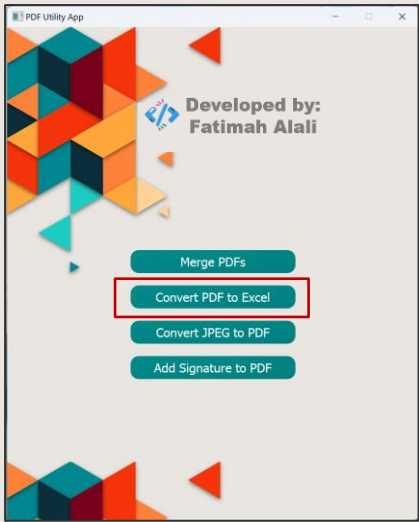 PDF Utility App
Developed by:
Fatimah Alali
Merge PDFs
Convert PDF to Excel
Convert JPEG to PDF
Add Signature to PDF